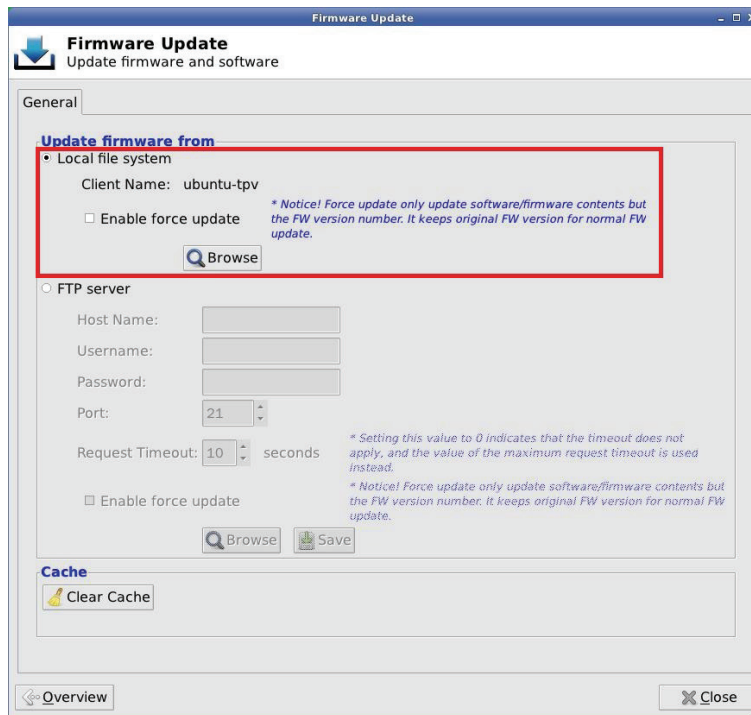 Firmware Update
Firmware Update
Update firmware and software
General
Update firmware from
Local file system
Client Name: ubuntu-tpv
Enable force update
* Notice! Force update only update software/firmware contents but
the FW version number. It keeps original FW version for normal FW
update.
Browse
FTP server
Host Name:
Username:
Password:
Port: 21
Request Timeout: 10 seconds
* Setting this value to 0 indicates that the timeout does not
apply, and the value of the maximum request timeout is used
instead.
Enable force update
* Notice! Force update only update software/firmware contents but
the FW version number. It keeps original FW version for normal FW
update.
Browse Save
Cache
Clear Cache
Overview Close